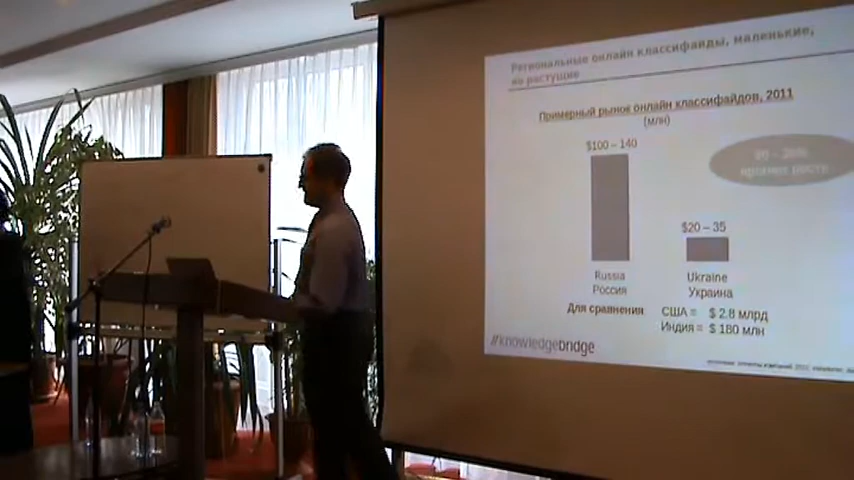 Региональные онлайн классифайды, маленькие,
но растущие
Примерный рынок онлайн классифайдов, 2011
(млн)
$100 – 140
$20 – 35
Russia
Россия
Ukraine
Украина
Для сравнения
США = $ 2.8 млрд
Индия = $ 180 млн
//knowledgebridge